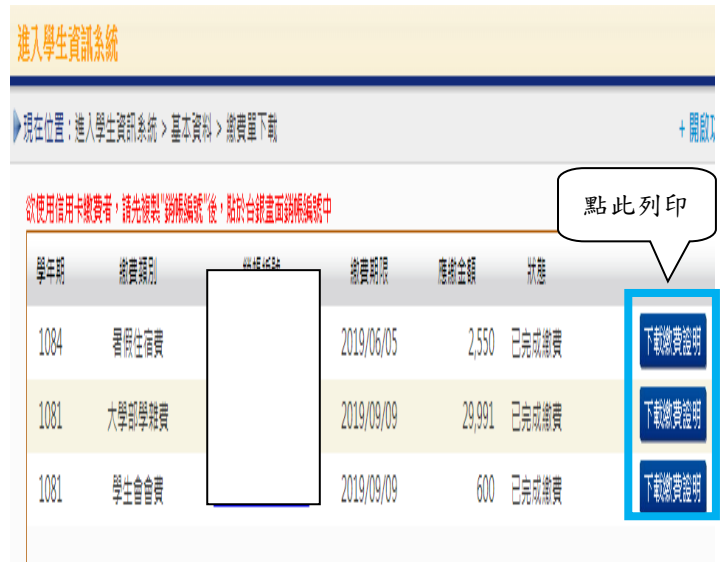 進入學生資訊系統
現在位置：進入學生資訊系統 > 基本資料 > 繳費單下載
+ 開啟
欲使用信用卡繳費者，請先複製"銷帳編號"後，貼於台銀畫面銷帳編號中
點此列印
學年期 繳費類別 銷帳編號 繳費期限 應繳金額 狀態
1084 暑假住宿費 2019/06/05 2,550 已完成繳費 下載繳費證明
1081 大學部學雜費 2019/09/09 29,991 已完成繳費 下載繳費證明
1081 學生會會費 2019/09/09 600 已完成繳費 下載繳費證明